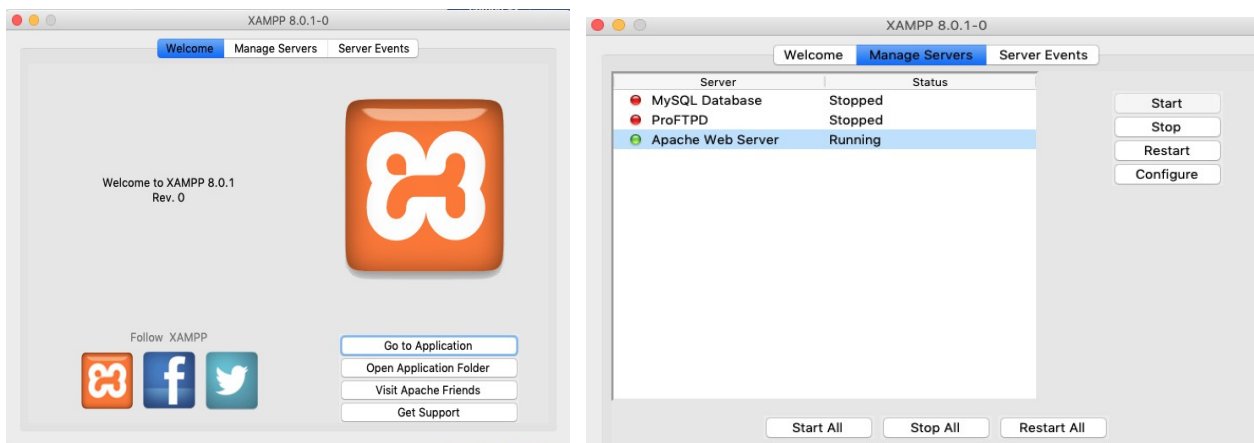 XAMPP 8.0.1-0
Welcome Manage Servers Server Events
Welcome to XAMPP 8.0.1
Rev. 0
Follow XAMPP
Go to Application
Open Application Folder
Visit Apache Friends
Get Support
XAMPP 8.0.1-0
Welcome Manage Servers Server Events
Server Status
MySQL Database Stopped
ProFTPD Stopped
Apache Web Server Running
Start
Stop
Restart
Configure
Start All Stop All Restart All